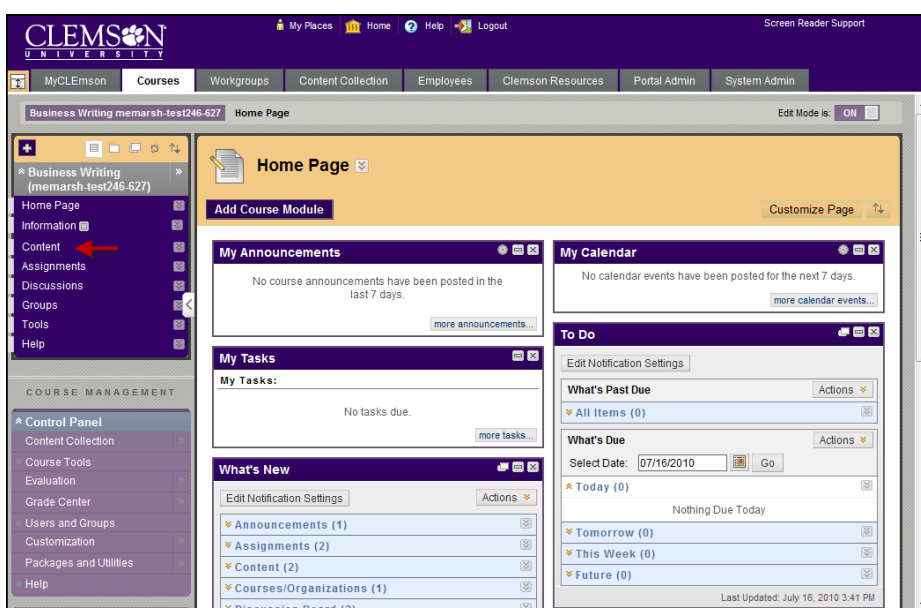 CLEMSON
UNIVERSITY
My Places Home Help Logout
Screen Reader Support
MyCLEmson Courses Workgroups Content Collection Employees Clemson Resources Portal Admin System Admin
Business Writing memarsh-test246-627 Home Page
Edit Mode is: ON
Business Writing
(memarsh-test246-627)
Home Page
Information
Content
Assignments
Discussions
Groups
Tools
Help
COURSE MANAGEMENT
Control Panel
Content Collection
Course Tools
Evaluation
Grade Center
Users and Groups
Customization
Packages and Utilities
Help
Home Page
Add Course Module
Customize Page
My Announcements
No course announcements have been posted in the
last 7 days.
more announcements...
My Tasks
My Tasks:
No tasks due.
more tasks...
What's New
Edit Notification Settings
Actions
Announcements (1)
Assignments (2)
Content (2)
Courses/Organizations (1)
My Calendar
No calendar events have been posted for the next 7 days.
more calendar events...
To Do
Edit Notification Settings
What's Past Due
Actions
All Items (0)
What's Due
Actions
Select Date: 07/16/2010 Go
Today (0)
Nothing Due Today
Tomorrow (0)
This Week (0)
Future (0)
Last Updated: July 16, 2010 3:41 PM